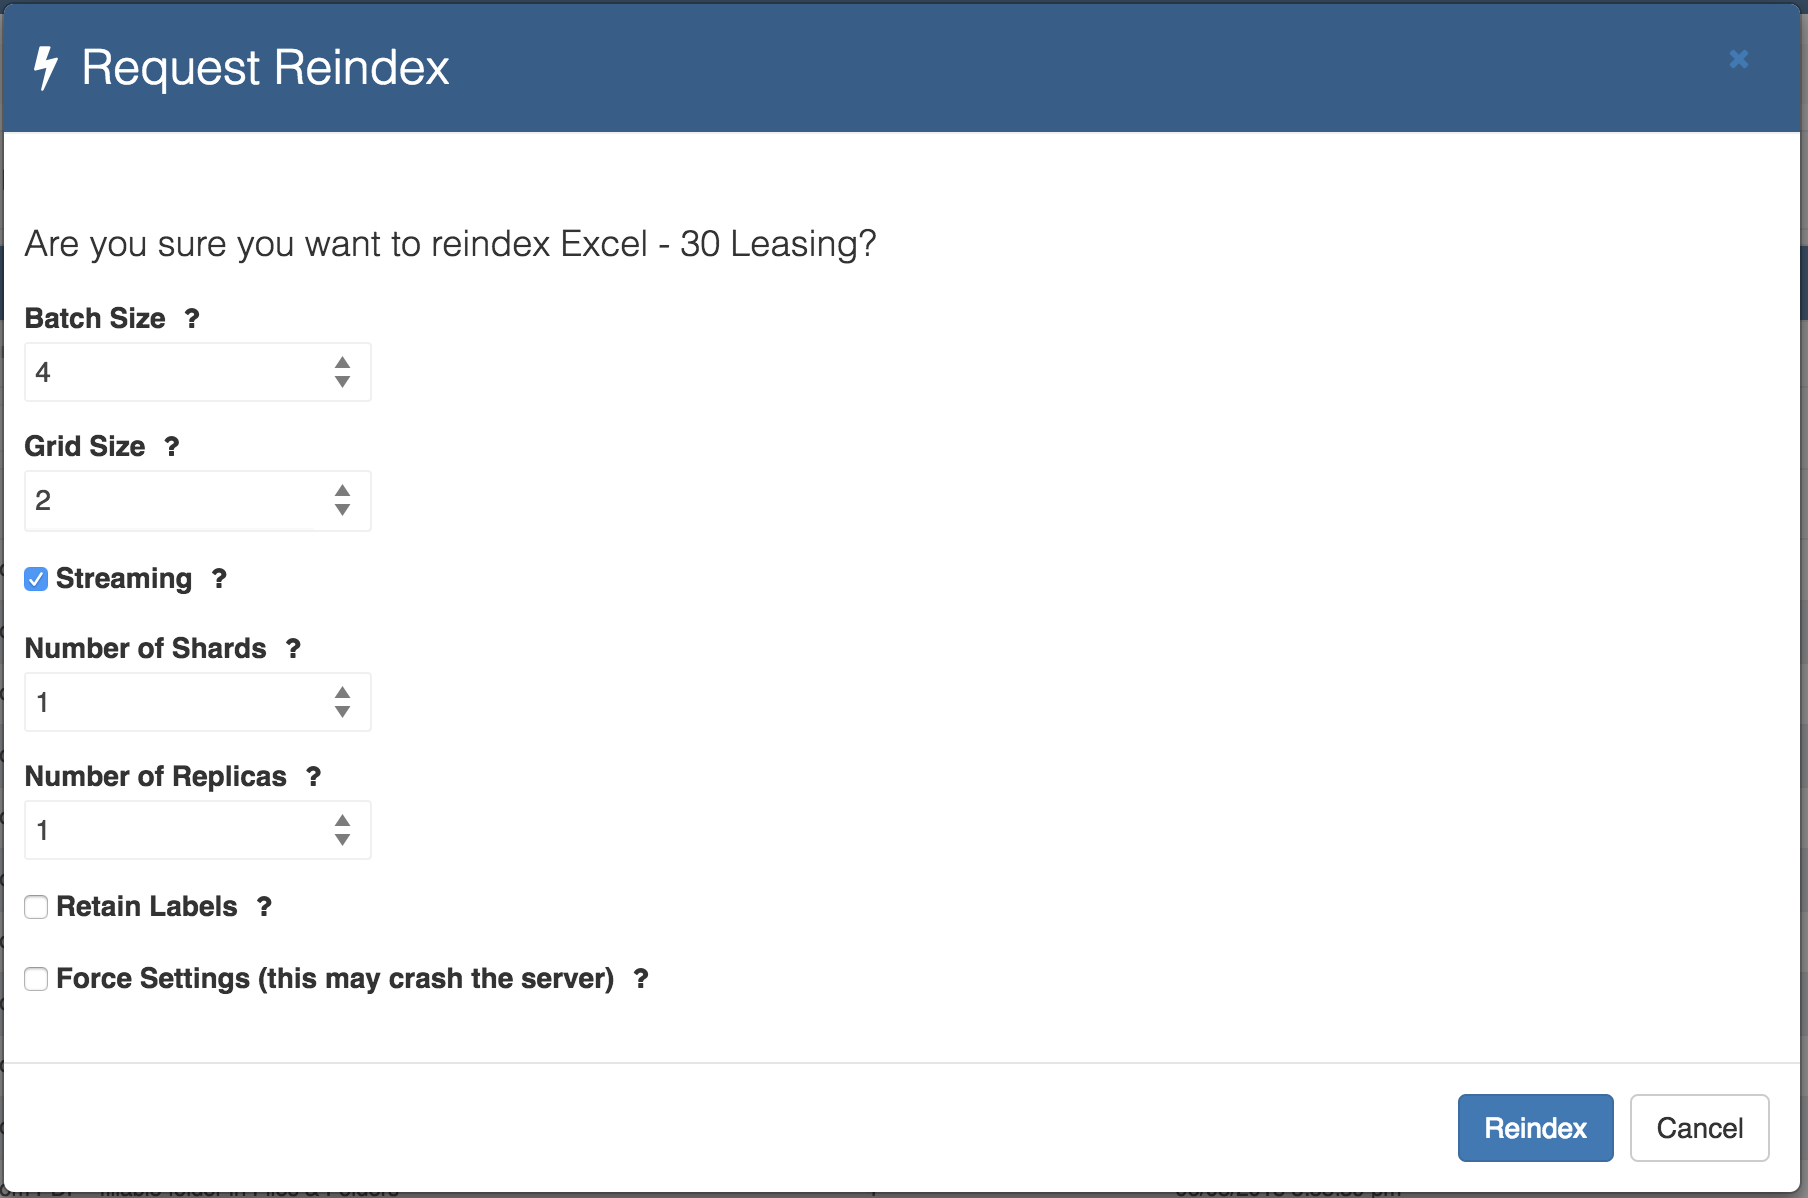 Request Reindex
Are you sure you want to reindex Excel - 30 Leasing?
Batch Size ?
4
Grid Size ?
2
Streaming ?
Number of Shards ?
1
Number of Replicas ?
1
Retain Labels ?
Force Settings (this may crash the server) ?
Reindex Cancel